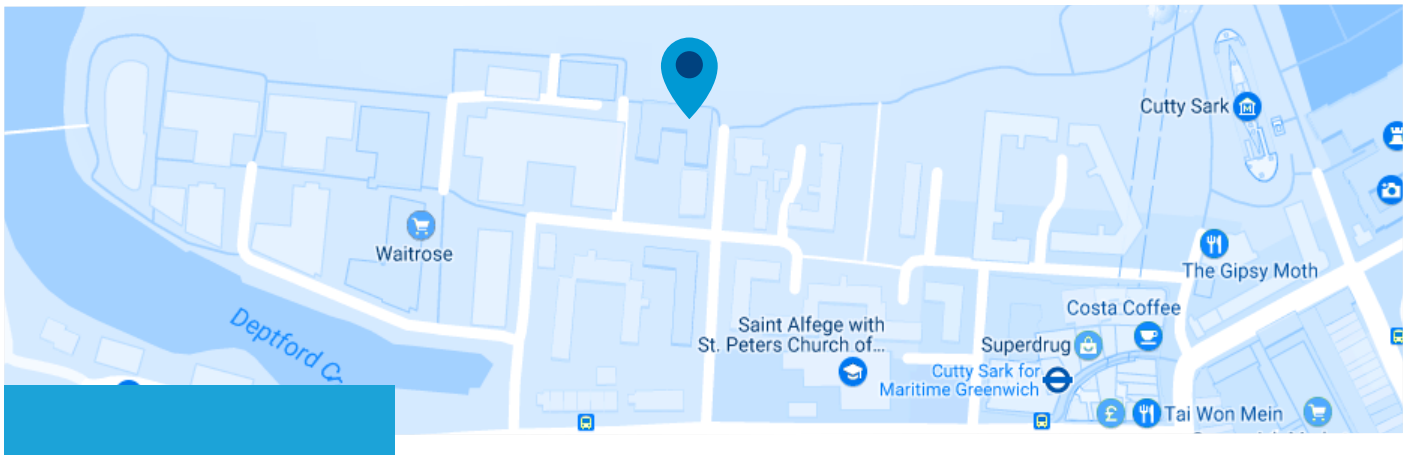 Cutty Sark
Waitrose
The Gipsy Moth
Deptford
Costa Coffee
Saint Alfege with
St. Peters Church of...
Superdrug
Cutty Sark for
Maritime Greenwich
£
Tai Won Mein